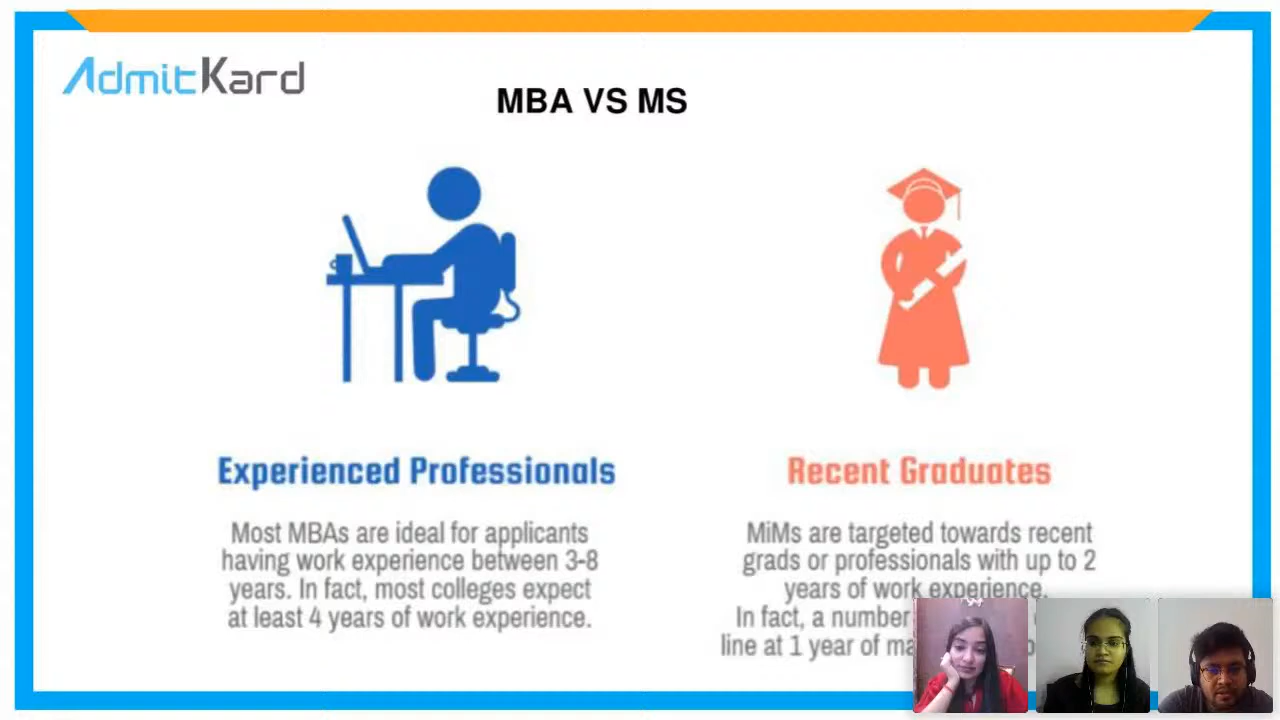 AdmitKard
MBA VS MS
Experienced Professionals
Most MBAs are ideal for applicants
having work experience between 3-8
years. In fact, most colleges expect
at least 4 years of work experience.
Recent Graduates
MiMs are targeted towards recent
grads or professionals with up to 2
years of work experience.
In fact, a number
line at 1 year of